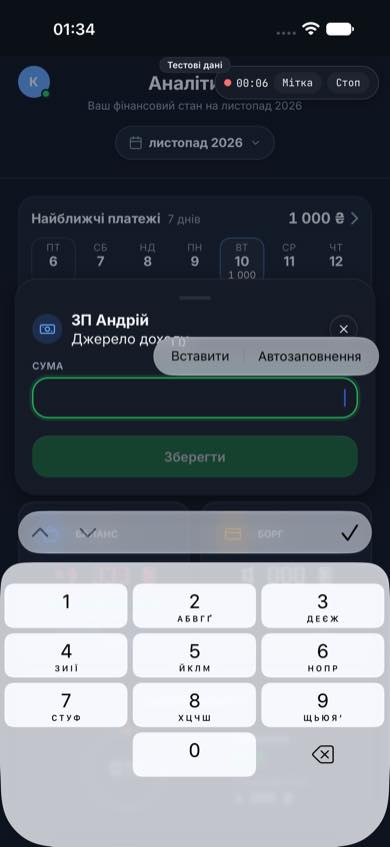 01:34
Тестові дані
К
00:06 Мітка Стоп
Ваш фінансовий стан на листопад 2026
листопад 2026
Найближчі платежі 7 днів 1 000 ₴
ПТ СБ НД ПН ВТ СР ЧТ
6 7 8 9 10 11 12
1 000
ЗП Андрій
Джерело доходу
Вставити Автозаповнення
СУМА
Зберегти
БАЛАНС БОРГ
1 2 3
АБВГҐ ДЕЄЖ
4 5 6
ЗИІЇ ЙКЛМ НОПР
7 8 9
СТУФ ХЦЧШ ЩЬЮЯ'
0